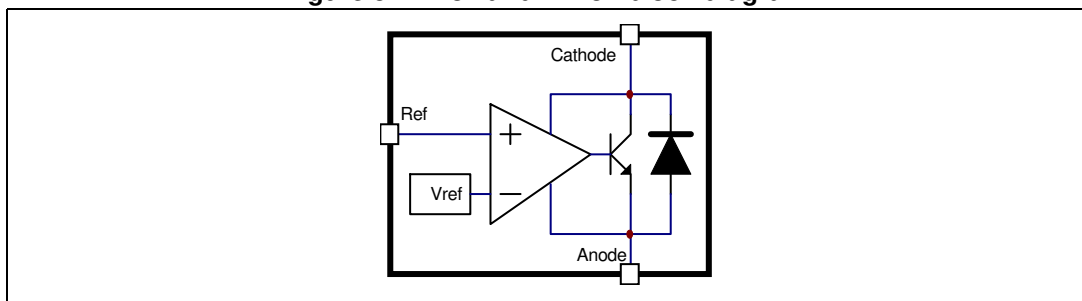 Cathode
Ref
+
Vref
−
Anode